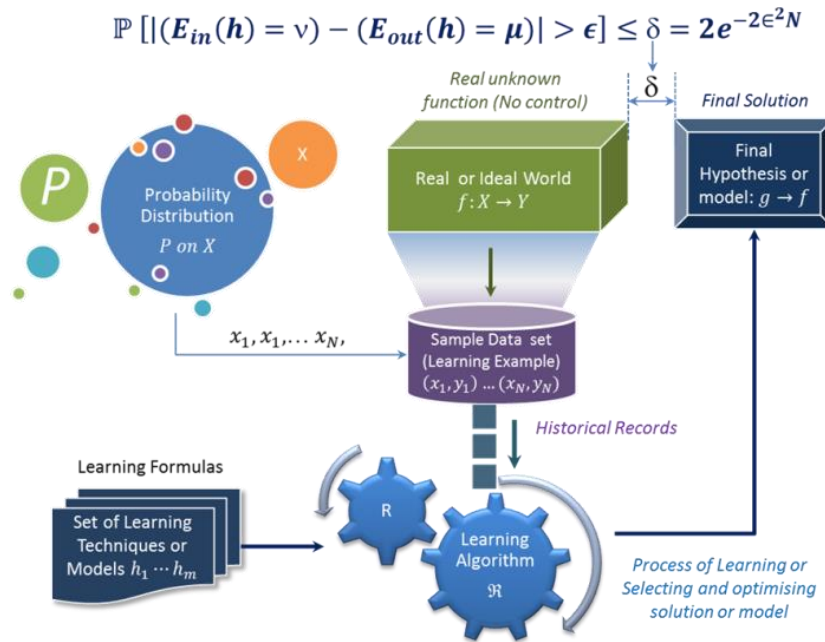 ℙ [|(E_in(h) = ν) − (E_out(h) = μ)| > ϵ] ≤ δ = 2e^{-2∈²N}
Real unknown
function (No control)
δ
Final Solution
P
X
Probability
Distribution
P on X
Real or Ideal World
f: X → Y
Final
Hypothesis or
model: g → f
x₁, x₁, … x_N,
Sample Data set
(Learning Example)
(x₁, y₁) … (x_N, y_N)
Historical Records
Learning Formulas
Set of Learning
Techniques or
Models h₁ ⋯ h_m
R
Learning
Algorithm
ℜ
Process of Learning or
Selecting and optimising
solution or model